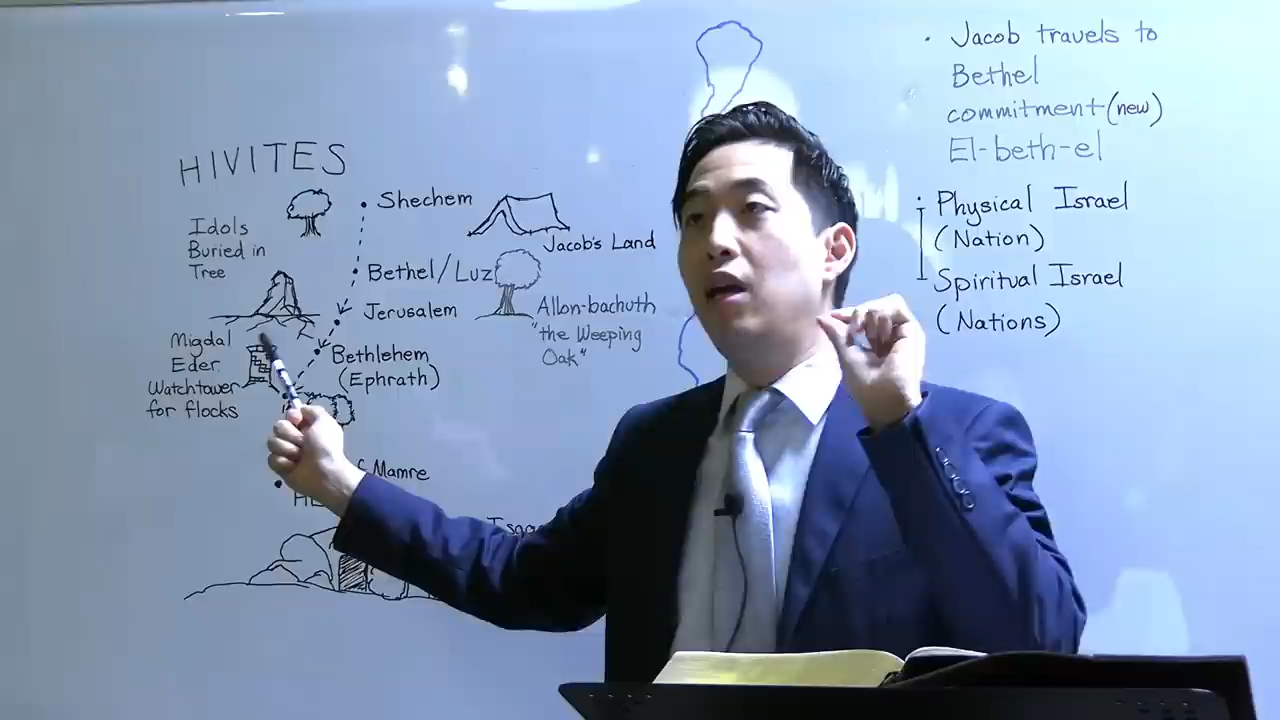 HIVITES
Idols
Buried in
Tree
Shechem
Jacob's Land
Bethel/Luz
Jerusalem
Allon-bachuth
"the Weeping
Oak"
Migdal
Eder
Watchtower
for flocks
Bethlehem
(Ephrath)
Mamre
• Jacob travels to
Bethel
commitment (new)
El-beth-el
• Physical Israel
(Nation)
Spiritual Israel
(Nations)